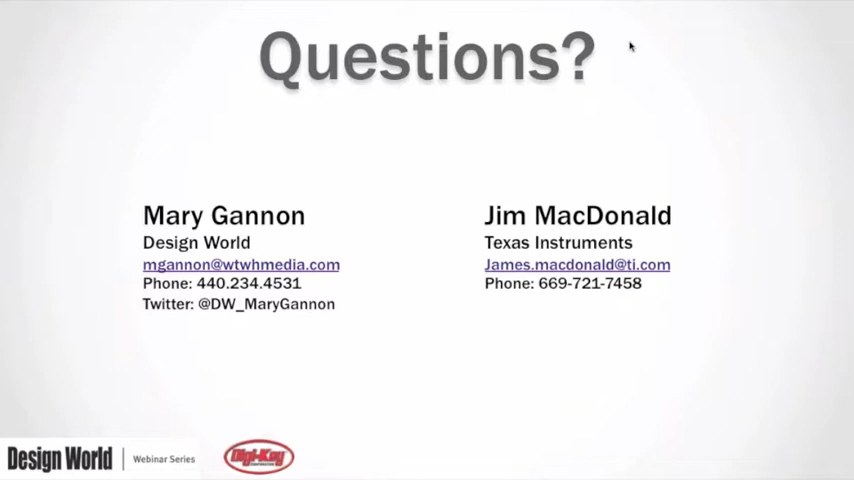 Questions?
Mary Gannon
Design World
mgannon@wtwhmedia.com
Phone: 440.234.4531
Twitter: @DW_MaryGannon
Jim MacDonald
Texas Instruments
James.macdonald@ti.com
Phone: 669-721-7458
Design World | Webinar Series
Digi-Key
CORPORATION